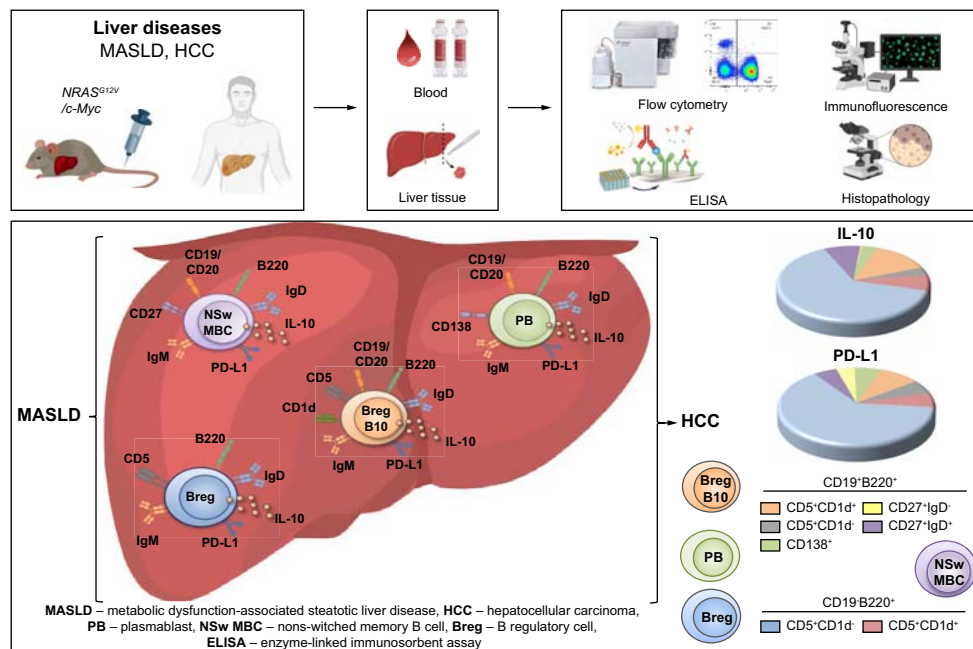 Liver diseases
MASLD, HCC
NRASG12V
/c-Myc
Blood
Liver tissue
Flow cytometry
Immunofluorescence
ELISA
Histopathology
MASLD
CD19/
CD20
B220
IgD
CD27
NSw
MBC
IL-10
IgM
PD-L1
CD19/
CD20
B220
IgD
CD138
PB
IL-10
IgM
PD-L1
CD19/
CD20
B220
CD5
IgD
CD1d
Breg
B10
IL-10
IgM
PD-L1
B220
CD5
IgD
Breg
IL-10
IgM
PD-L1
HCC
IL-10
PD-L1
Breg
B10
PB
Breg
NSw
MBC
CD19⁺B220⁺
CD5⁺CD1d⁺ CD27⁺IgD⁻
CD5⁺CD1d⁻ CD27⁺IgD⁺
CD138⁺
CD19⁻B220⁺
CD5⁺CD1d⁻ CD5⁺CD1d⁺
MASLD – metabolic dysfunction-associated steatotic liver disease, HCC – hepatocellular carcinoma,
PB – plasmablast, NSw MBC – nons-witched memory B cell, Breg – B regulatory cell,
ELISA – enzyme-linked immunosorbent assay